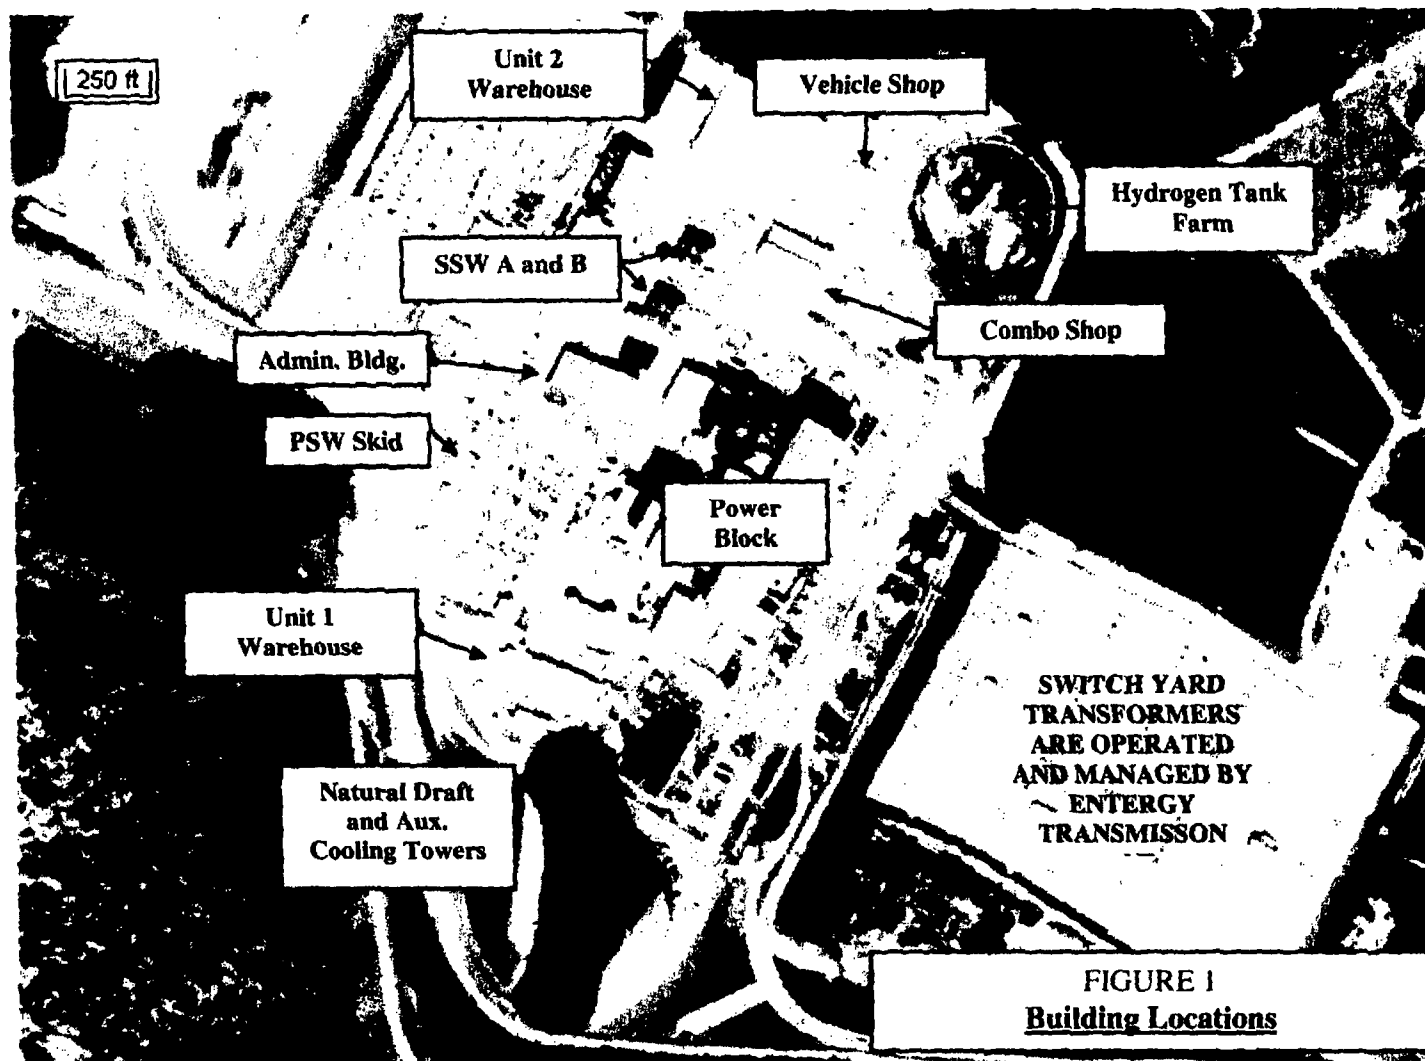 250 ft
Unit 2
Warehouse
Vehicle Shop
Hydrogen Tank
Farm
SSW A and B
Combo Shop
Admin. Bldg.
PSW Skid
Power
Block
Unit 1
Warehouse
SWITCH YARD
TRANSFORMERS
ARE OPERATED
AND MANAGED BY
ENTERGY
TRANSMISSON
Natural Draft
and Aux.
Cooling Towers
FIGURE 1
Building Locations